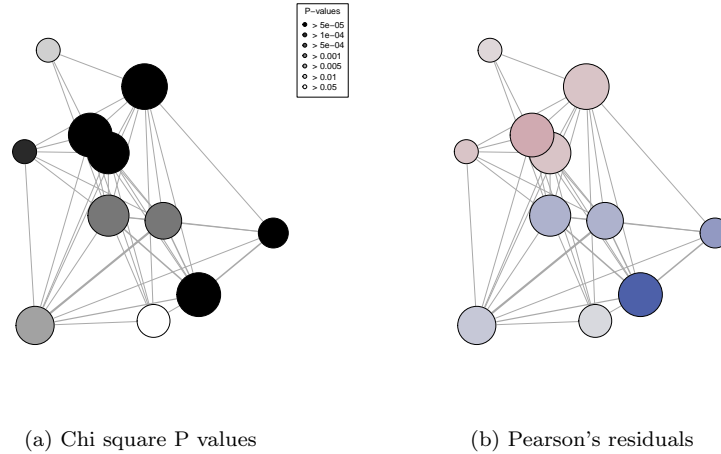 P-values
> 5e-05
> 1e-04
> 5e-04
> 0.001
> 0.005
> 0.01
> 0.05
(a) Chi square P values
(b) Pearson's residuals